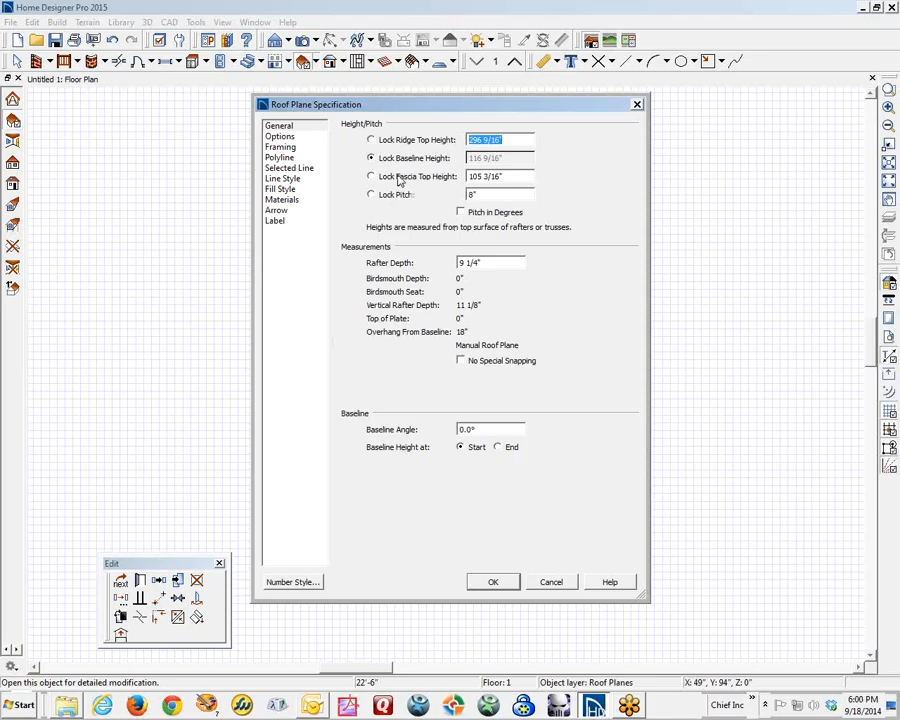 Home Designer Pro 2015
File Edit Build Terrain Library 3D CAD Tools View Window Help
1
Untitled 1: Floor Plan
Roof Plane Specification
General
Options
Framing
Polyline
Selected Line
Line Style
Fill Style
Materials
Arrow
Label
Height/Pitch
Lock Ridge Top Height: 296 9/16"
Lock Baseline Height: 116 9/16"
Lock Fascia Top Height: 105 3/16"
Lock Pitch: 8"
Pitch in Degrees
Heights are measured from top surface of rafters or trusses.
Measurements
Rafter Depth: 9 1/4"
Birdsmouth Depth: 0"
Birdsmouth Seat: 0"
Vertical Rafter Depth: 11 1/8"
Top of Plate: 0"
Overhang From Baseline: 18"
Manual Roof Plane
No Special Snapping
Baseline
Baseline Angle: 0.0°
Baseline Height at: Start End
Number Style... OK Cancel Help
Edit
next
Open this for detailed modification. 22'-6" Floor: 1 Object layer: Roof Planes X: 49", Y: 94", Z: 0"
Start Chief Inc 6:00 PM
9/18/2014